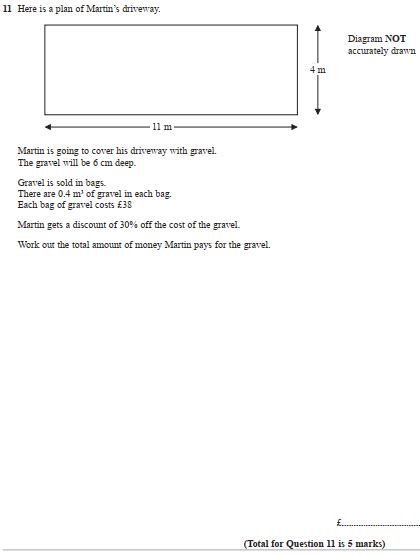 11 Here is a plan of Martin's driveway.
Diagram NOT
accurately drawn
4 m
11 m
Martin is going to cover his driveway with gravel.
The gravel will be 6 cm deep.
Gravel is sold in bags.
There are 0.4 m³ of gravel in each bag.
Each bag of gravel costs £38
Martin gets a discount of 30% off the cost of the gravel.
Work out the total amount of money Martin pays for the gravel.
£
(Total for Question 11 is 5 marks)